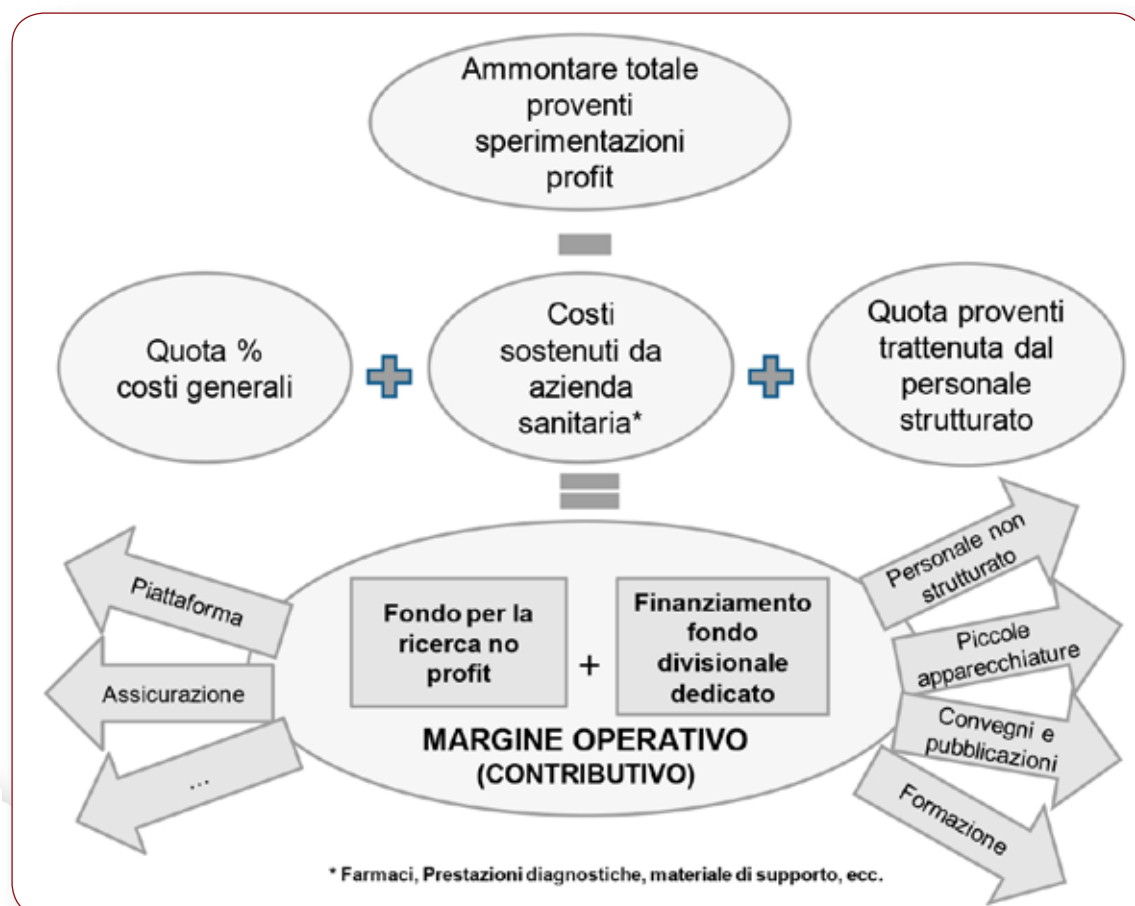 Ammontare totale
proventi
sperimentazioni
profit
Quota %
costi generali
Costi
sostenuti da
azienda
sanitaria*
Quota proventi
trattenuta dal
personale
strutturato
Piattaforma
Assicurazione
...
Fondo per la
ricerca no
profit
+
Finanziamento
fondo
divisionale
dedicato
MARGINE OPERATIVO
(CONTRIBUTIVO)
Personale non
strutturato
Piccole
apparecchiature
Convegni e
pubblicazioni
Formazione
* Farmaci, Prestazioni diagnostiche, materiale di supporto, ecc.